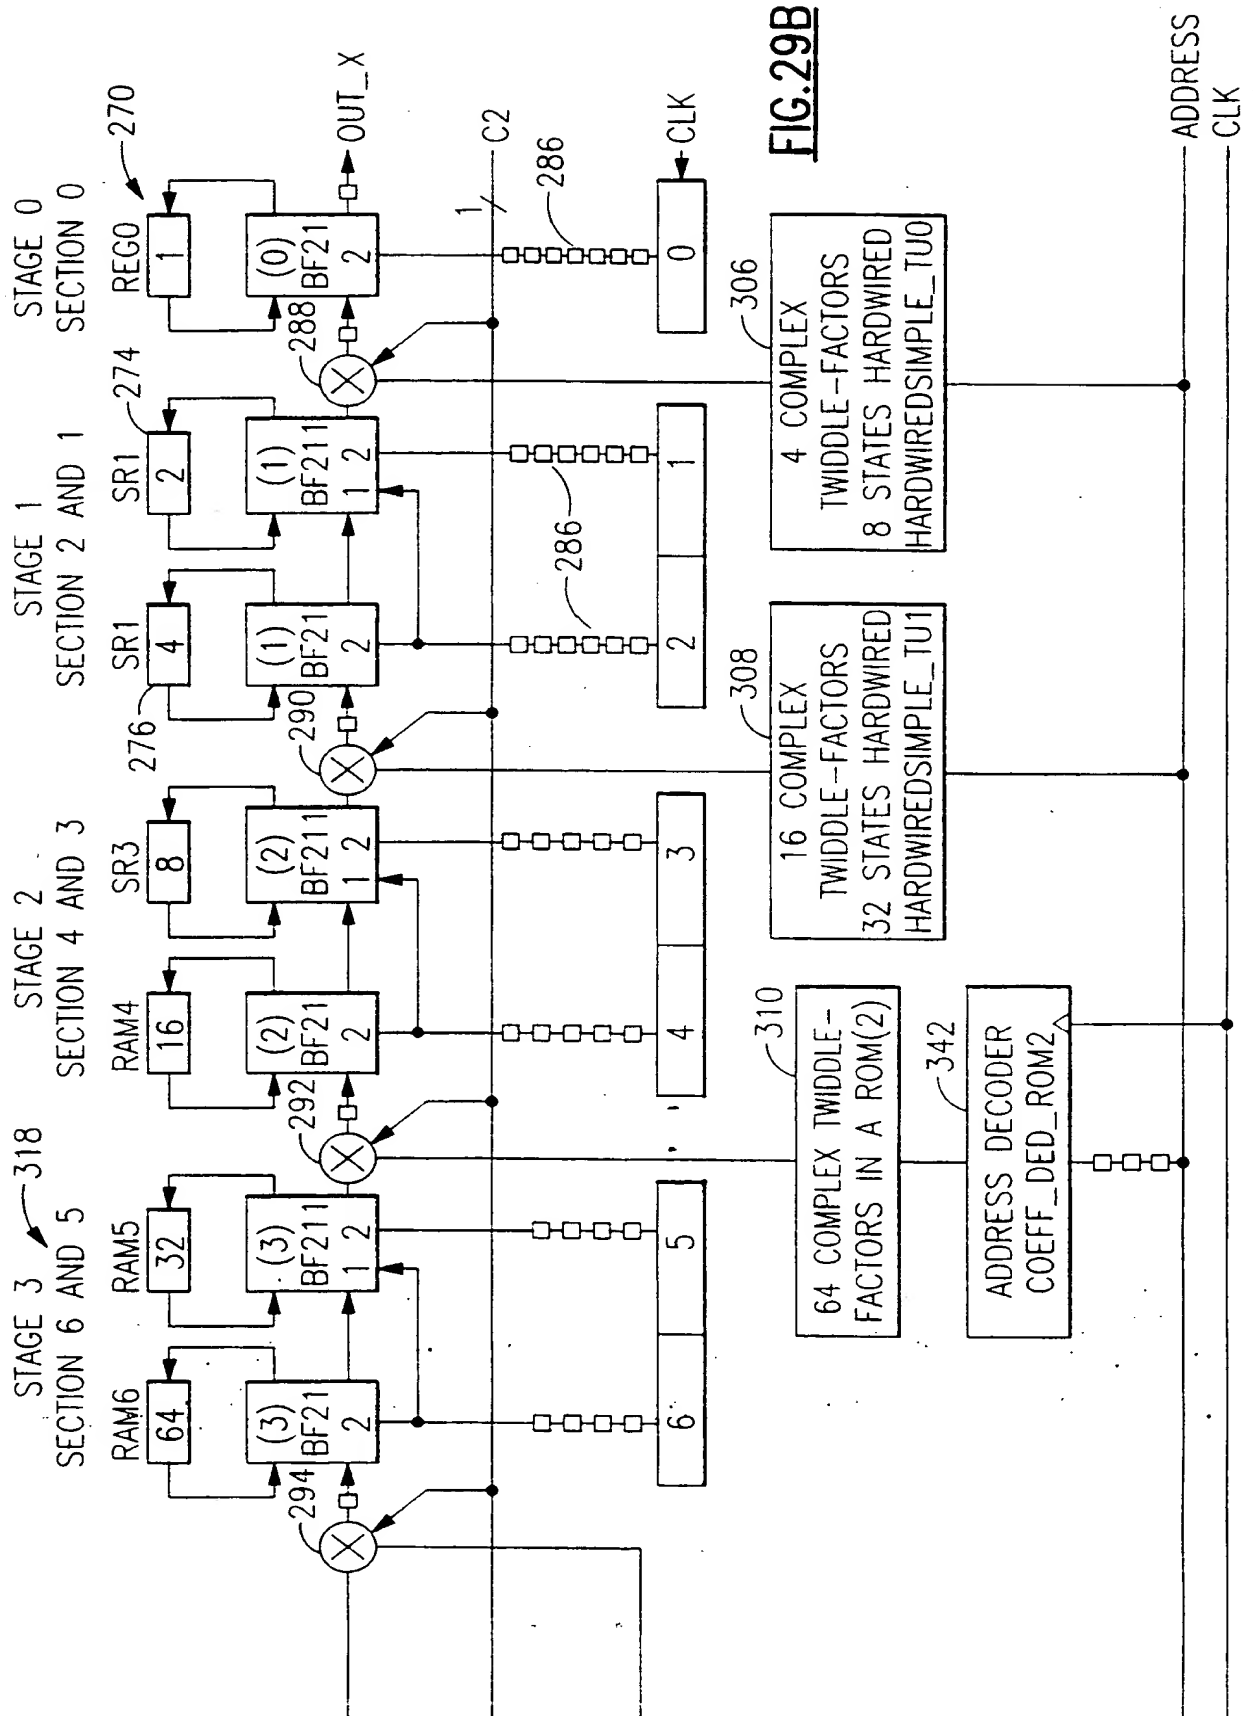 STAGE 3
SECTION 6 AND 5
318
STAGE 2
SECTION 4 AND 3
STAGE 1
SECTION 2 AND 1
STAGE 0
SECTION 0
RAM6
RAM5
RAM4
SR3
SR1
SR1
REG0
270
64
32
16
8
276
4
2
274
1
(3)
BF21
2
(3)
BF211
1 2
(2)
BF21
2
(2)
BF211
1 2
(1)
BF21
2
(1)
BF211
1 2
(0)
BF21
2
294
292
290
288
OUT_X
1
C2
286
286
6
5
4
3
2
1
0
CLK
64 COMPLEX TWIDDLE-
FACTORS IN A ROM(2)
310
16 COMPLEX
TWIDDLE-FACTORS
32 STATES HARDWIRED
HARDWIREDSIMPLE_TU1
308
4 COMPLEX
TWIDDLE-FACTORS
8 STATES HARDWIRED
HARDWIREDSIMPLE_TU0
306
FIG.29B
ADDRESS DECODER
COEFF_DED_ROM2
342
ADDRESS
CLK